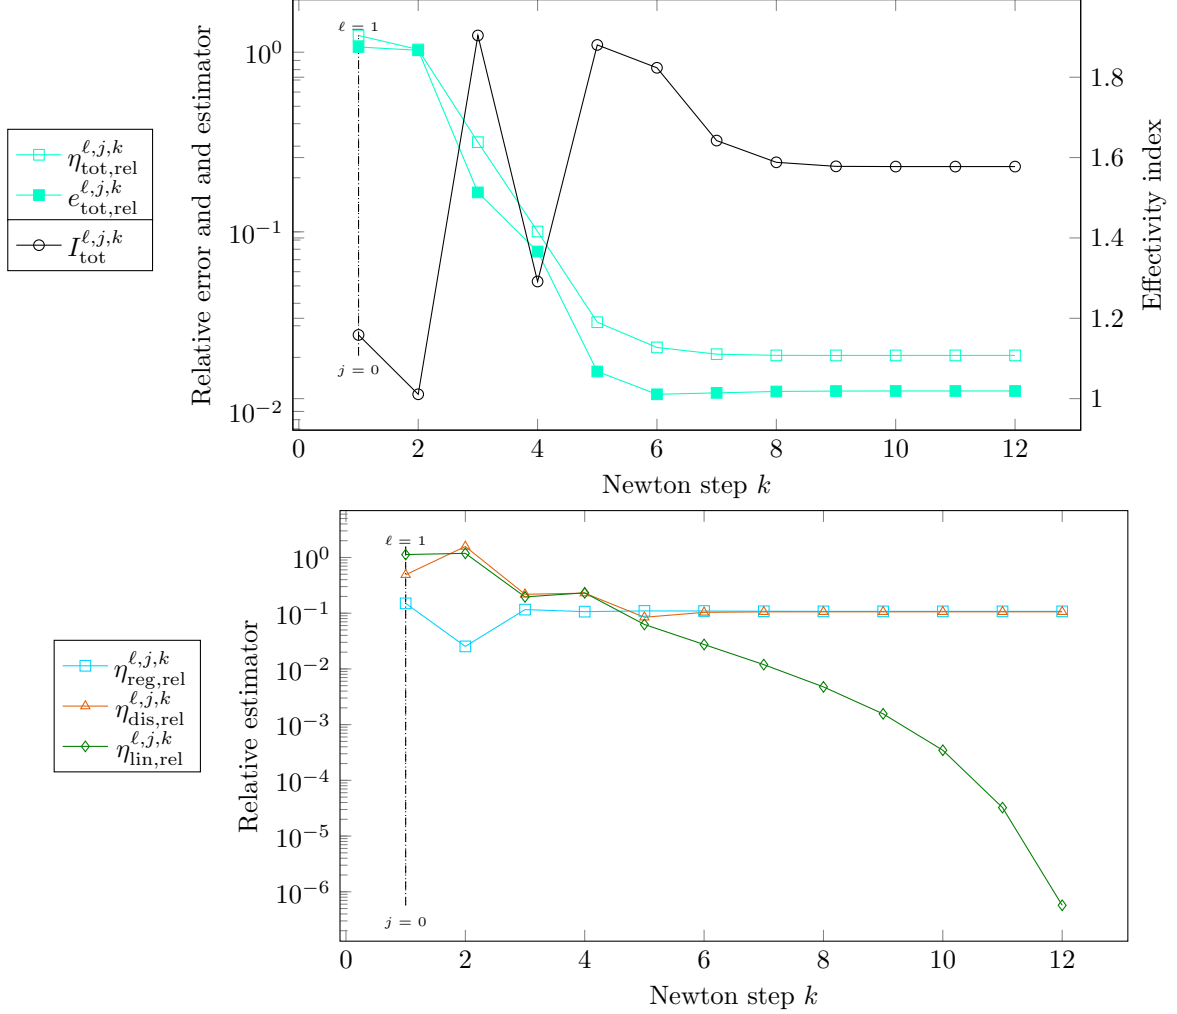 ℓ = 1
j = 0
10^0
10^−1
10^−2
Relative error and and estimator
1.8
1.6
1.4
1.2
1
Effectivity index
0 2 4 6 8 10 12
Newton step k
η_tot,rel^ℓ,j,k
e_tot,rel^ℓ,j,k
I_tot^ℓ,j,k
ℓ = 1
j = 0
10^0
10^−1
10^−2
10^−3
10^−4
10^−5
10^−6
Relative estimator
0 2 4 6 8 10 12
Newton step k
η_reg,rel^ℓ,j,k
η_dis,rel^ℓ,j,k
η_lin,rel^ℓ,j,k